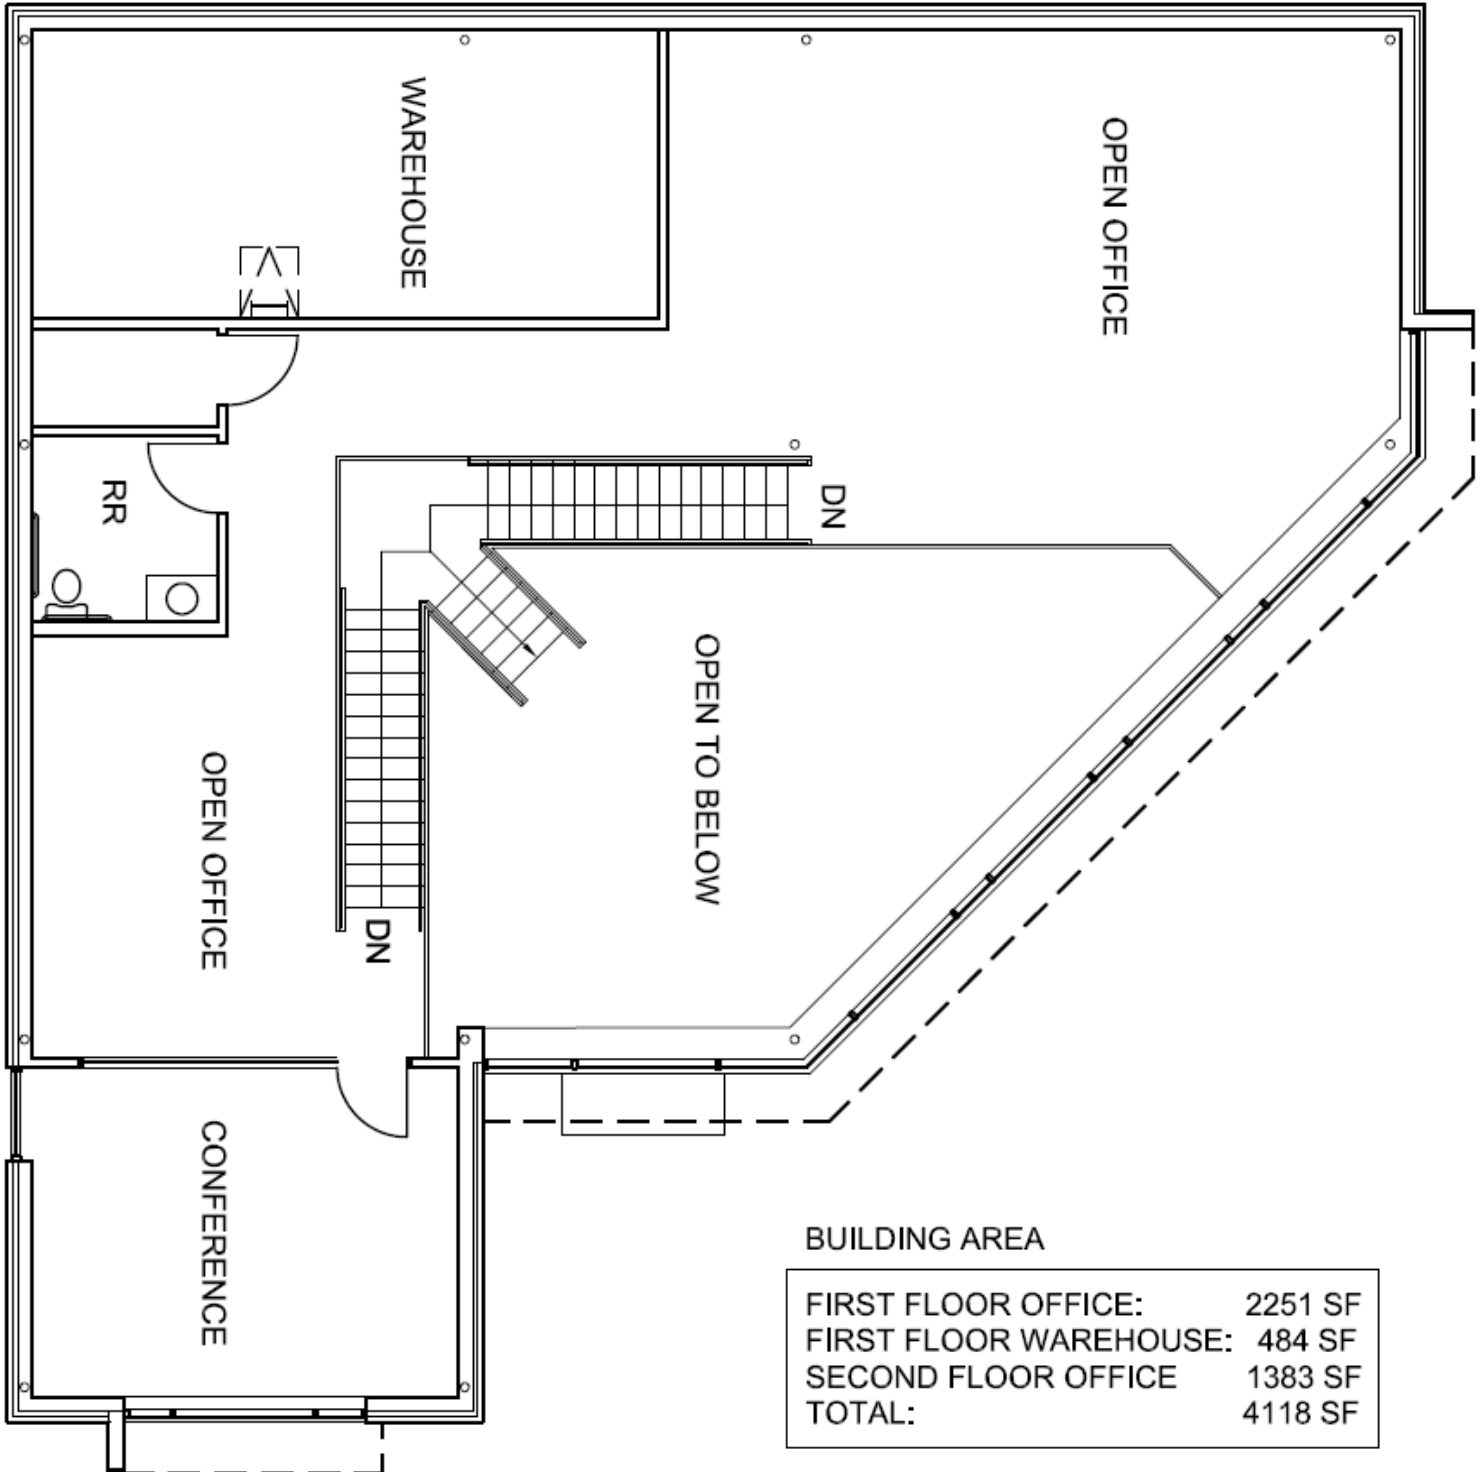 WAREHOUSE
OPEN OFFICE
RR
DN
OPEN TO BELOW
OPEN OFFICE
DN
CONFERENCE
BUILDING AREA
FIRST FLOOR OFFICE: 2251 SF
FIRST FLOOR WAREHOUSE: 484 SF
SECOND FLOOR OFFICE 1383 SF
TOTAL: 4118 SF